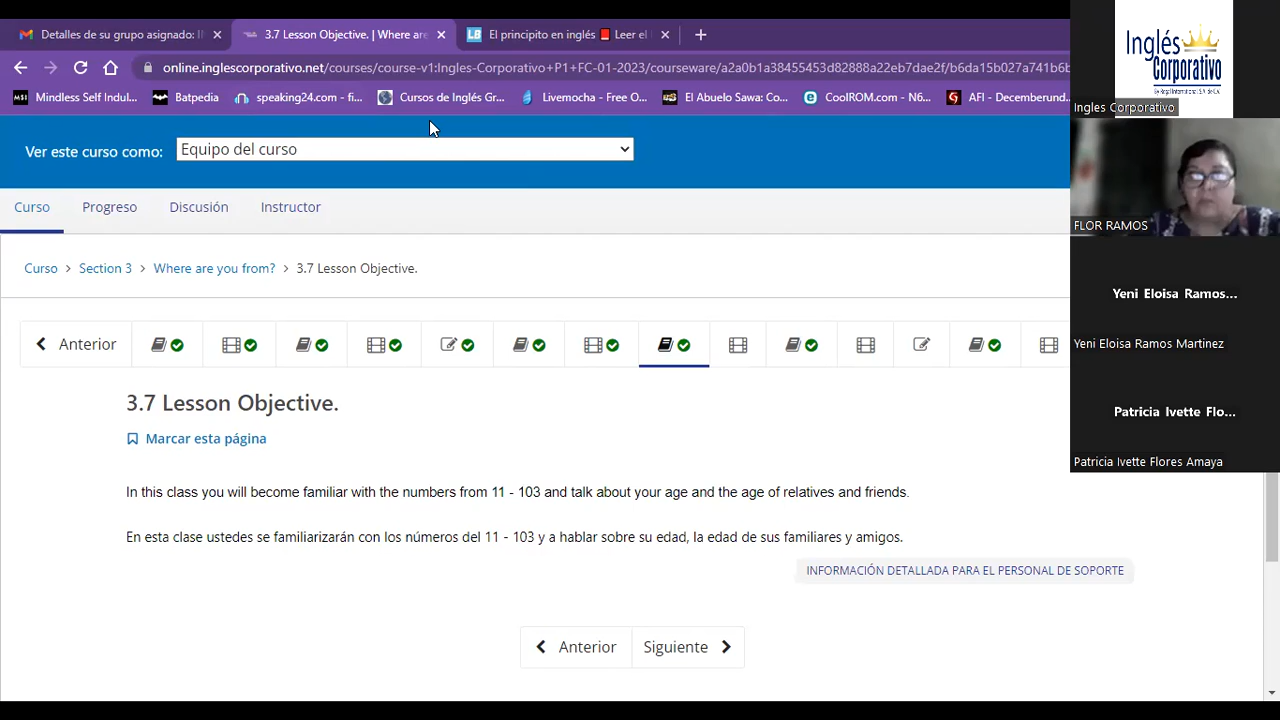 Detalles de su grupo asignado: I
3.7 Lesson Objective. | Where are
El principito en inglés 📕 Leer el
online.inglescorporativo.net/courses/course-v1:Ingles-Corporativo+P1+FC-01-2023/courseware/a2a0b1a38455453d82888a22eb7dae2f/b6da15b027a741b6
Mindless Self Indul...
Batpedia
speaking24.com - fi...
Cursos de Inglés Gr...
Livemocha - Free O...
El Abuelo Sawa: Co...
CoolROM.com - N6...
AFI - Decemberund...
Ver este curso como:
Equipo del curso
Curso
Progreso
Discusión
Instructor
Curso > Section 3 > Where are you from? > 3.7 Lesson Objective.
Anterior
3.7 Lesson Objective.
Marcar esta página
In this class you will become familiar with the numbers from 11 - 103 and talk about your age and the age of relatives and friends.
En esta clase ustedes se familiarizarán con los números del 11 - 103 y a hablar sobre su edad, la edad de sus familiares y amigos.
INFORMACIÓN DETALLADA PARA EL PERSONAL DE SOPORTE
Anterior
Siguiente
Inglés
Corporativo
Ingles Corporativo
FLOR RAMOS
Yeni Eloisa Ramos...
Yeni Eloisa Ramos Martinez
Patricia Ivette Flo...
Patricia Ivette Flores Amaya